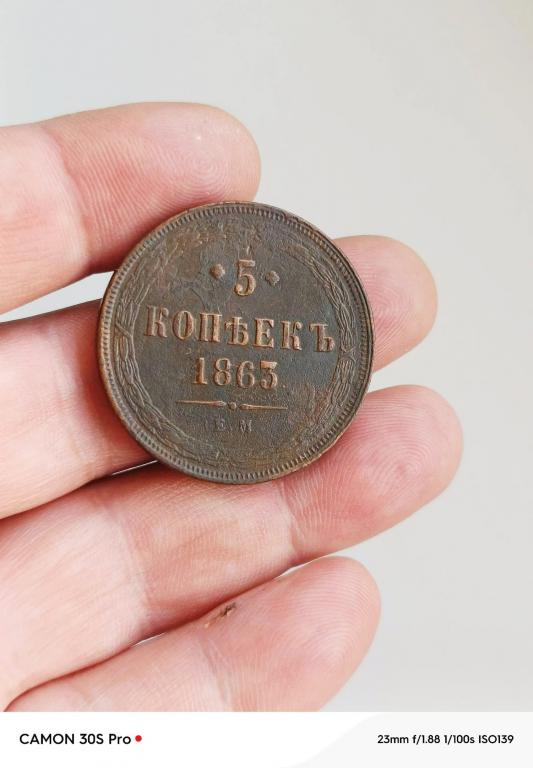 5
КОПѢЕКЪ
1863
Е. М
CAMON 30S Pro
23mm f/1.88 1/100s ISO139